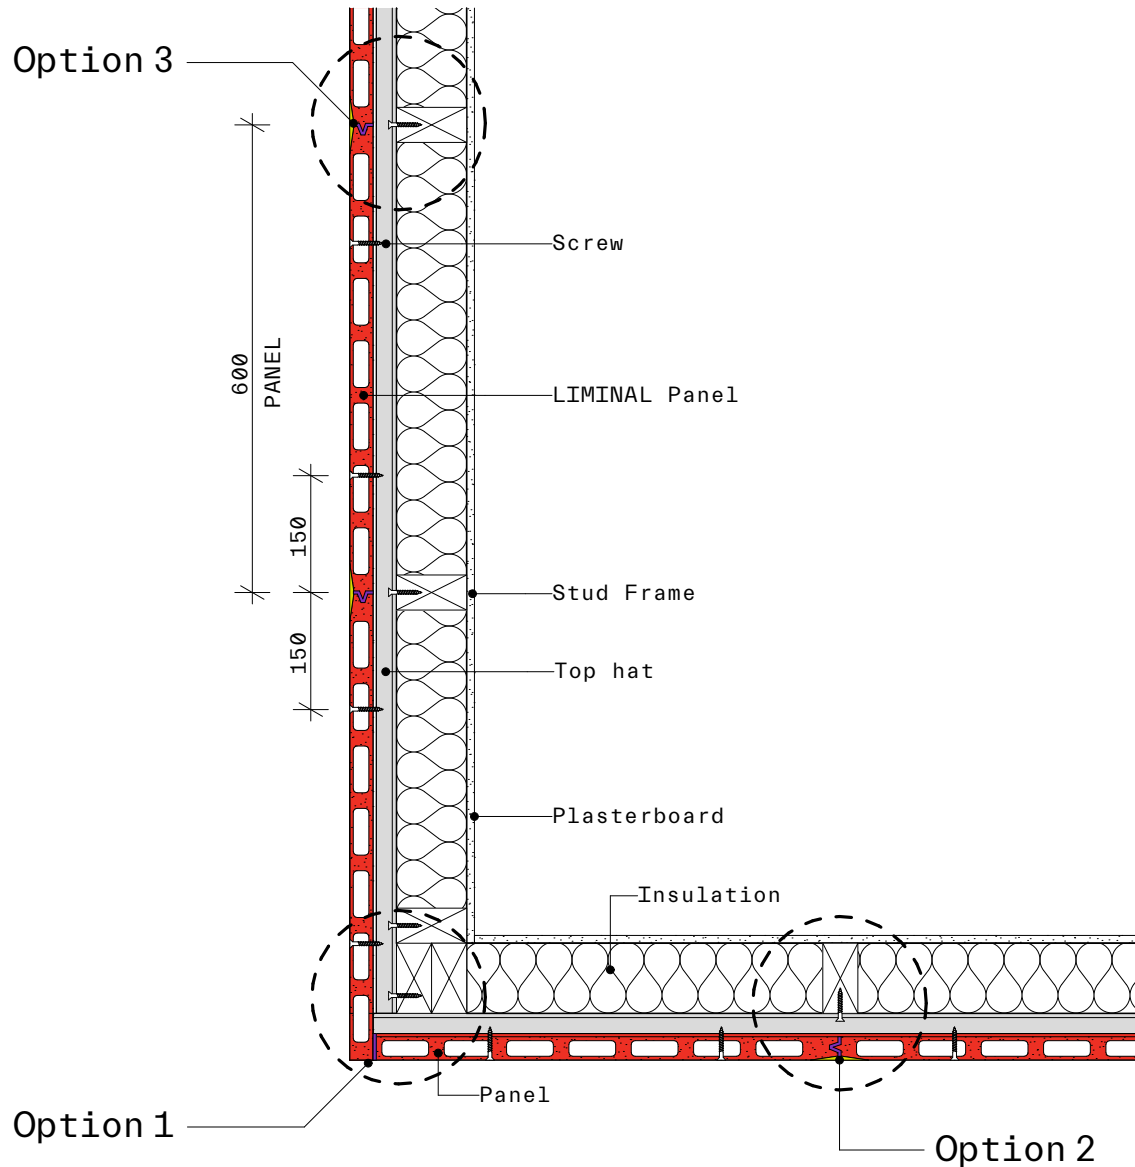 Option 3
Screw
600
PANEL
LIMINAL Panel
150
Stud Frame
150
Top hat
Plasterboard
Insulation
Panel
Option 1
Option 2